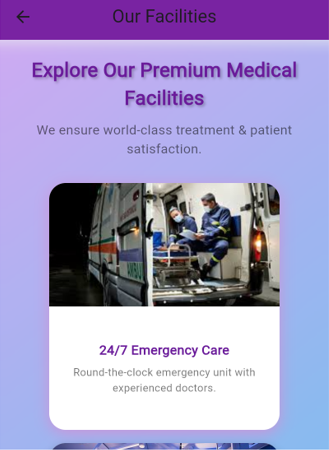 Our Facilities
Explore Our Premium Medical
Facilities
We ensure world-class treatment & patient
satisfaction.
AMBU
24/7 Emergency Care
Round-the-clock emergency unit with
experienced doctors.